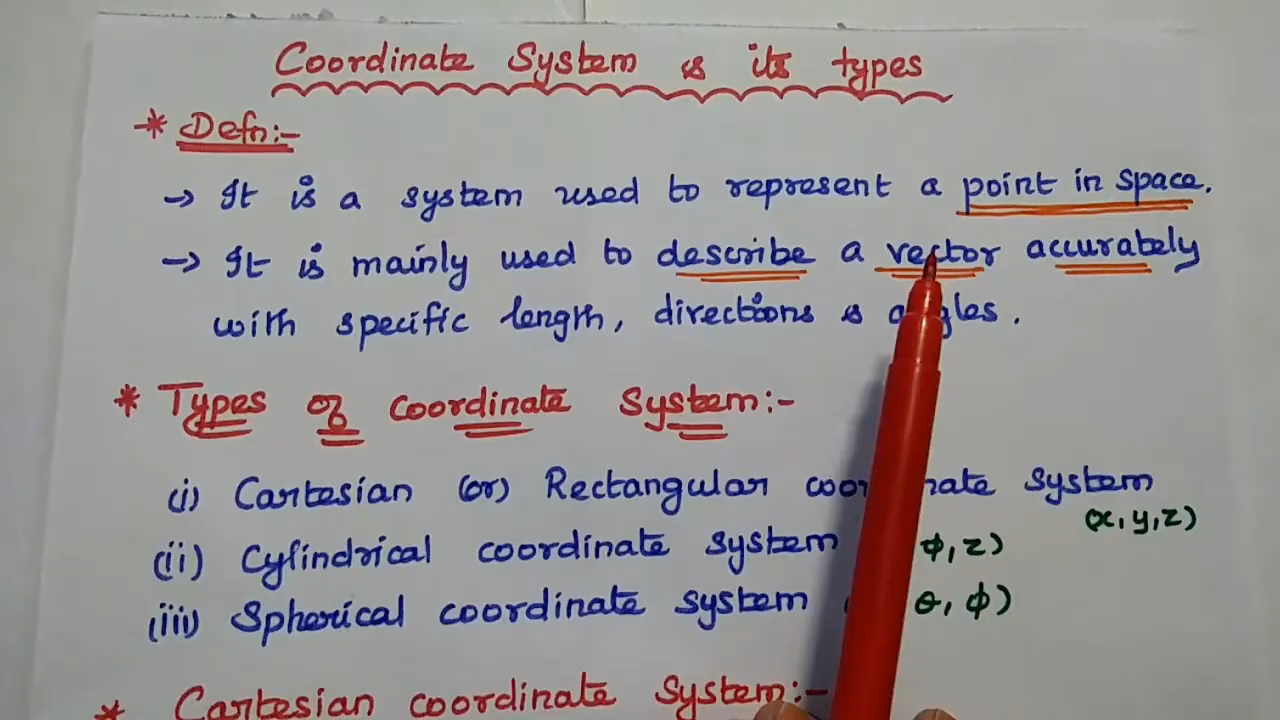 Coordinate System & its types
* Defn:-
→ It is a system used to represent a point in space.
→ It is mainly used to describe a vector accurately
with specific length, directions & angles.
* Types of coordinate System:-
(i) Cartesian (or) Rectangular coordinate system
(x, y, z)
(ii) Cylindrical coordinate system ϕ, z)
(iii) Spherical coordinate system ( θ, ϕ)
* Cartesian coordinate System:-